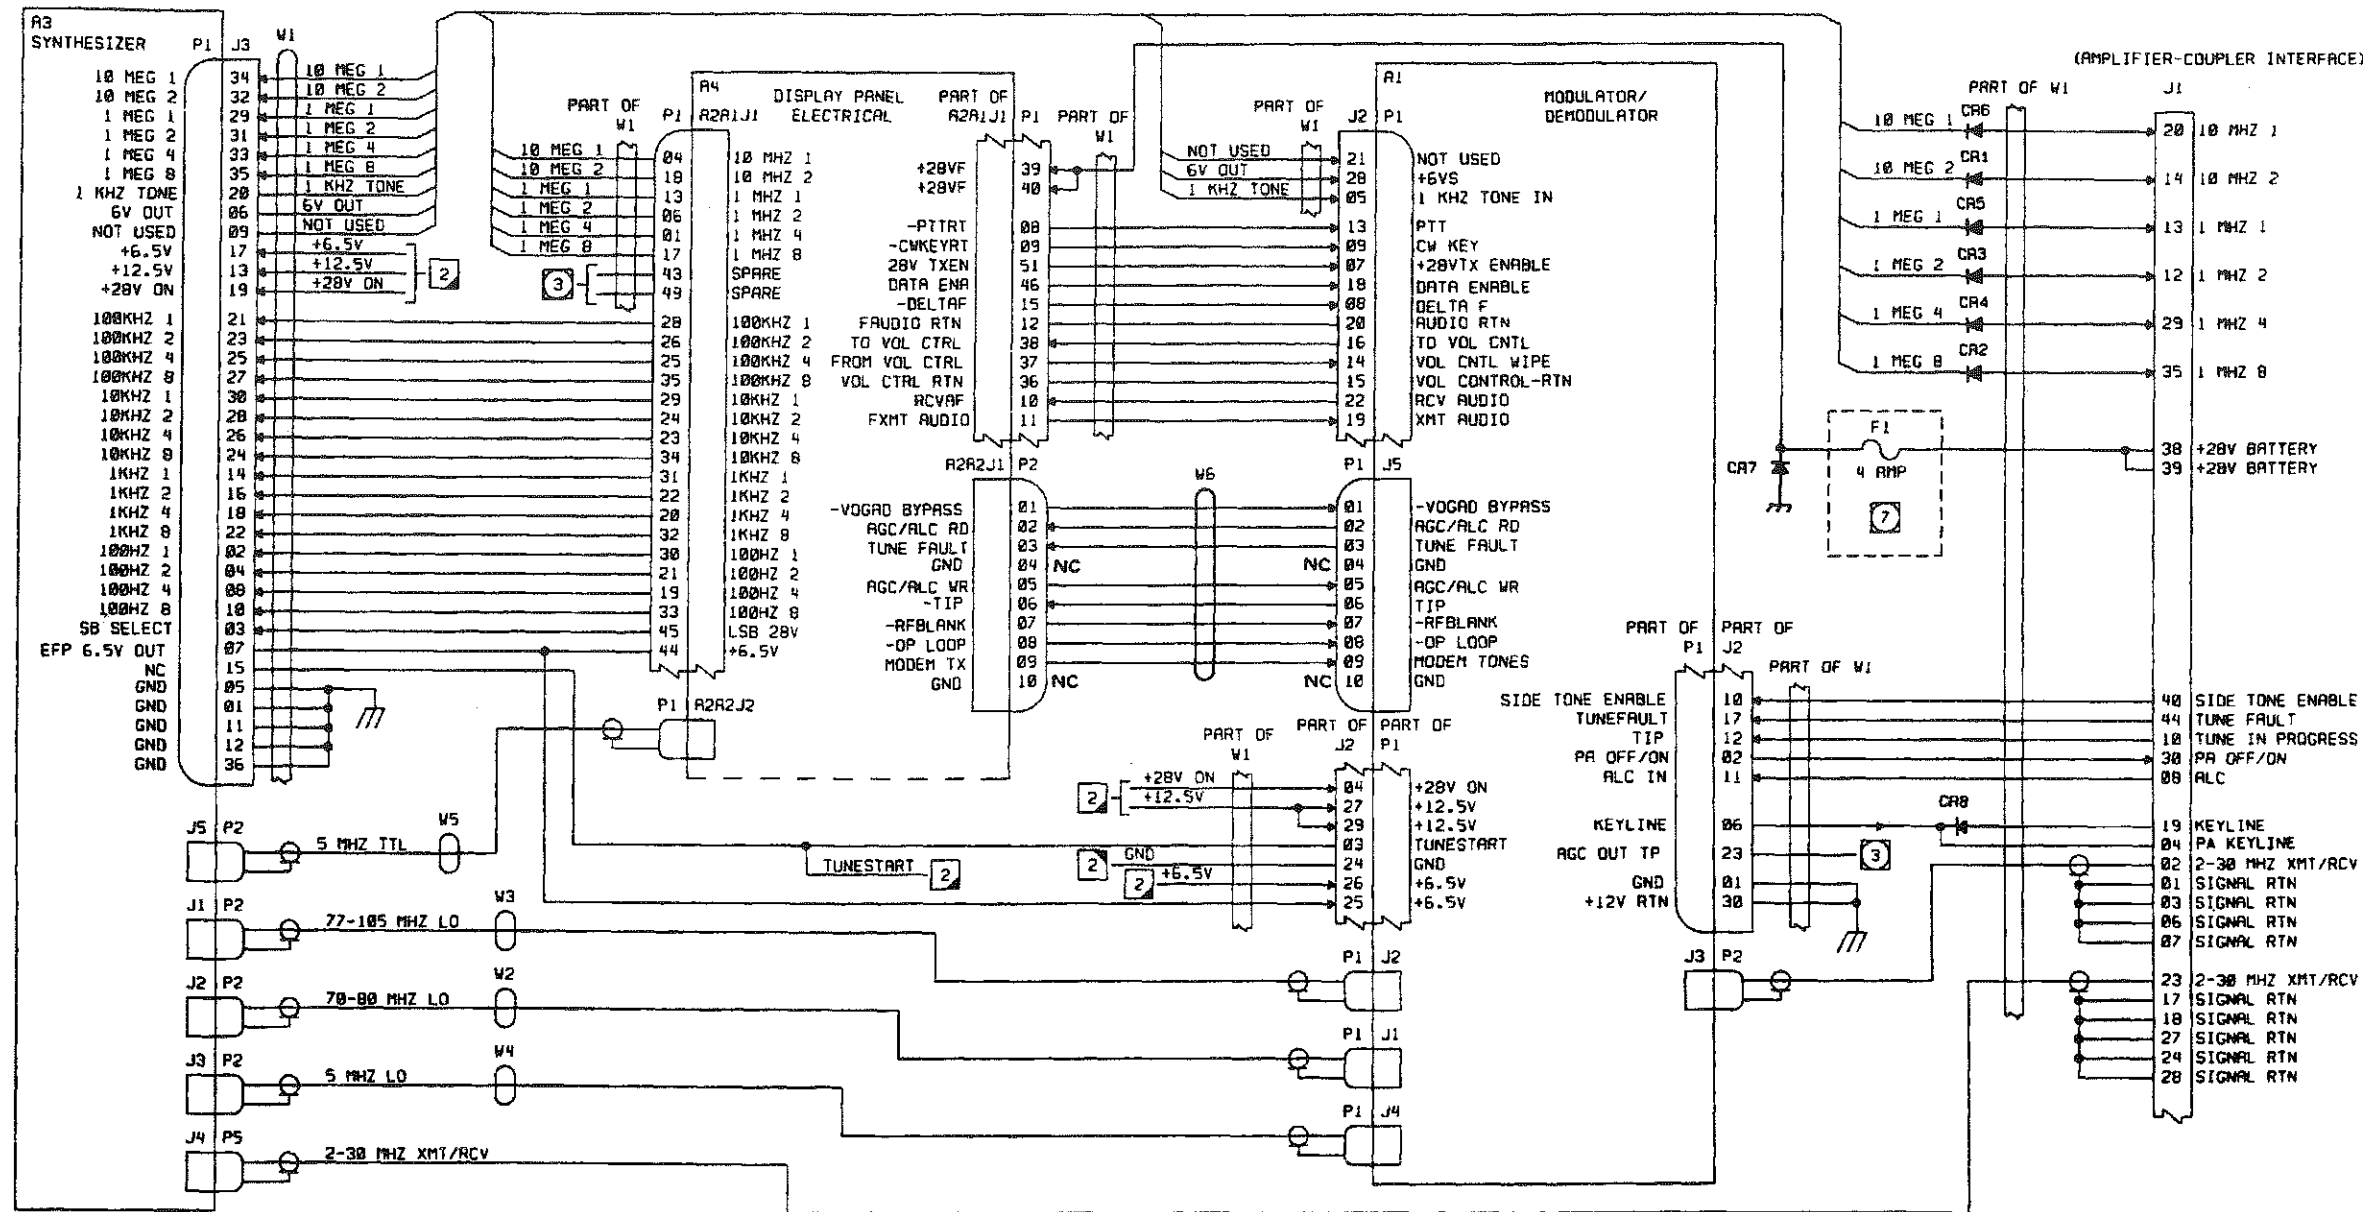 A3
SYNTHESIZER
P1 J3
W1
10 MEG 1 34 10 MEG 1
10 MEG 2 32 10 MEG 2
1 MEG 1 29 1 MEG 1
1 MEG 2 31 1 MEG 2
1 MEG 4 33 1 MEG 4
1 MEG 8 35 1 MEG 8
1 KHZ TONE 20 1 KHZ TONE
6V OUT 06 6V OUT
NOT USED 09 NOT USED
+6.5V 17 +6.5V
+12.5V 13 +12.5V
+28V ON 19 +28V ON
2
100KHZ 1 21
100KHZ 2 23
100KHZ 4 25
100KHZ 8 27
10KHZ 1 30
10KHZ 2 28
10KHZ 4 26
10KHZ 8 24
1KHZ 1 14
1KHZ 2 16
1KHZ 4 18
1KHZ 8 22
100HZ 1 02
100HZ 2 04
100HZ 4 08
100HZ 8 10
SB SELECT 03
EFP 6.5V OUT 07
NC 15
GND 05
GND 01
GND 11
GND 12
GND 36
J5 P2 5 MHZ TTL W5
J1 P2 77-105 MHZ LO W3
J2 P2 70-80 MHZ LO W2
J3 P2 5 MHZ LO W4
J4 P5 2-30 MHZ XMT/RCV
A4
DISPLAY PANEL
ELECTRICAL
PART OF
W1
P1 A2A1J1
10 MEG 1 04 10 MHZ 1
10 MEG 2 18 10 MHZ 2
1 MEG 1 13 1 MHZ 1
1 MEG 2 06 1 MHZ 2
1 MEG 4 01 1 MHZ 4
1 MEG 8 17 1 MHZ 8
3
43 SPARE
49 SPARE
28 100KHZ 1
26 100KHZ 2
25 100KHZ 4
35 100KHZ 8
29 10KHZ 1
24 10KHZ 2
23 10KHZ 4
34 10KHZ 8
31 1KHZ 1
22 1KHZ 2
20 1KHZ 4
32 1KHZ 8
30 100HZ 1
21 100HZ 2
19 100HZ 4
33 100HZ 8
45 LSB 28V
44 +6.5V
P1 A2A2J2
PART OF
A2A1J1 P1
PART OF
W1
+28VF 39
+28VF 40
-PTTRT 08
-CWKEYRT 09
28V TXEN 51
DATA ENA 46
-DELTAF 15
FAUDIO RTN 12
TO VOL CTRL 38
FROM VOL CTRL 37
VOL CTRL RTN 36
RCVAF 10
FXMT AUDIO 11
A2A2J1 P2
-VOGAD BYPASS 01
AGC/ALC RD 02
TUNE FAULT 03
GND 04 NC
AGC/ALC WR 05
-TIP 06
-RFBLANK 07
-OP LOOP 08
MODEM TX 09
GND 10 NC
W6
A1
MODULATOR/
DEMODULATOR
PART OF
W1
J2 P1
NOT USED 21 NOT USED
6V OUT 28 +6VS
1 KHZ TONE 05 1 KHZ TONE IN
13 PTT
09 CW KEY
07 +28VTX ENABLE
18 DATA ENABLE
08 DELTA F
20 AUDIO RTN
16 TO VOL CNTL
14 VOL CNTL WIPE
15 VOL CONTROL-RTN
22 RCV AUDIO
19 XMT AUDIO
P1 J5
01 -VOGAD BYPASS
02 AGC/ALC RD
03 TUNE FAULT
NC 04 GND
05 AGC/ALC WR
06 TIP
07 -RFBLANK
08 -OP LOOP
09 MODEM TONES
NC 10 GND
PART OF
W1
PART OF PART OF
J2 P1
2 +28V ON 04 +28V ON
+12.5V 27 +12.5V
29 +12.5V
03 TUNESTART
2 GND 24 GND
2 +6.5V 26 +6.5V
25 +6.5V
TUNESTART 2
P1 J2
P1 J1
P1 J4
PART OF PART OF
P1 J2
PART OF W1
SIDE TONE ENABLE 10
TUNEFAULT 17
TIP 12
PA OFF/ON 02
ALC IN 11
KEYLINE 06
AGC OUT TP 23 3
GND 01
+12V RTN 30
J3 P2
CR8
(AMPLIFIER-COUPLER INTERFACE)
PART OF W1
J1
10 MEG 1 CR6 20 10 MHZ 1
10 MEG 2 CR1 14 10 MHZ 2
1 MEG 1 CR5 13 1 MHZ 1
1 MEG 2 CR3 12 1 MHZ 2
1 MEG 4 CR4 29 1 MHZ 4
1 MEG 8 CR2 35 1 MHZ 8
CR7
F1
4 AMP
7
38 +28V BATTERY
39 +28V BATTERY
40 SIDE TONE ENABLE
44 TUNE FAULT
10 TUNE IN PROGRESS
30 PA OFF/ON
08 ALC
19 KEYLINE
04 PA KEYLINE
02 2-30 MHZ XMT/RCV
01 SIGNAL RTN
03 SIGNAL RTN
06 SIGNAL RTN
07 SIGNAL RTN
23 2-30 MHZ XMT/RCV
17 SIGNAL RTN
18 SIGNAL RTN
27 SIGNAL RTN
24 SIGNAL RTN
28 SIGNAL RTN